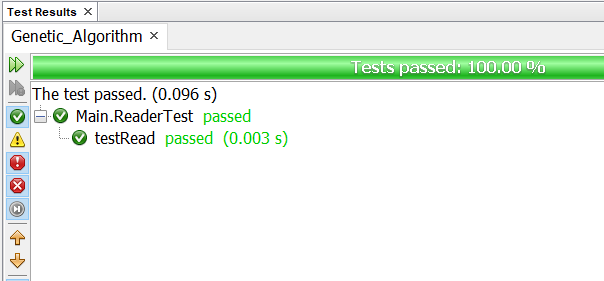 Test Results ×
Genetic_Algorithm ×
Tests passed: 100.00 %
The test passed. (0.096 s)
Main.ReaderTest passed
testRead passed (0.003 s)